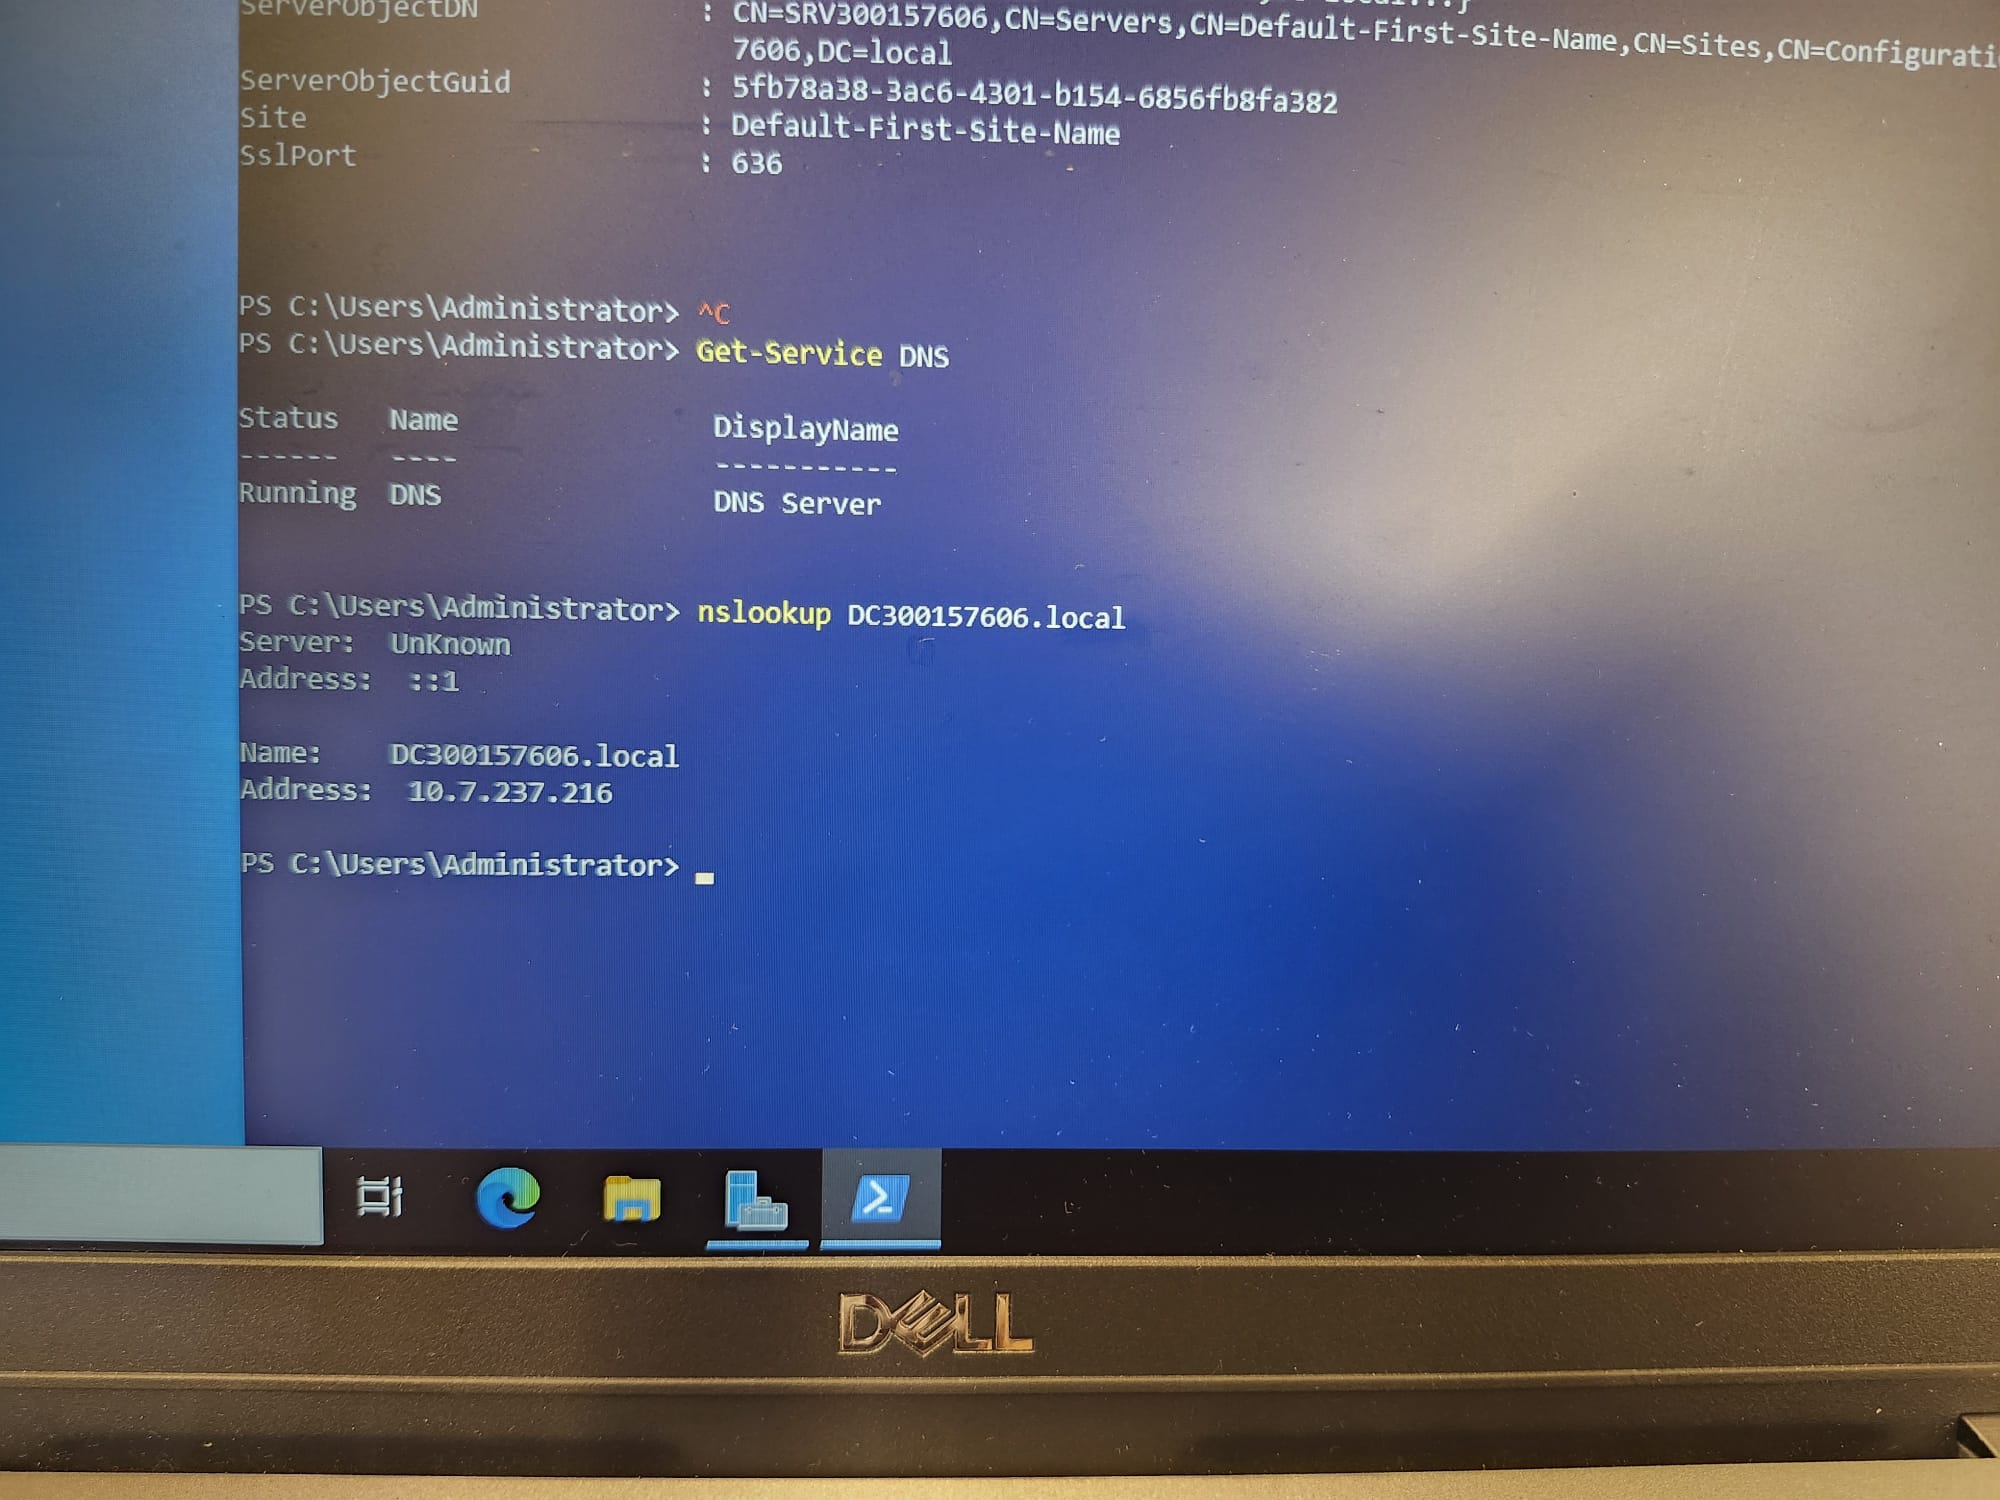 ServerObjectDN : CN=SRV300157606,CN=Servers,CN=Default-First-Site-Name,CN=Sites,CN=Configurati
7606,DC=local
ServerObjectGuid : 5fb78a38-3ac6-4301-b154-6856fb8fa382
Site : Default-First-Site-Name
SslPort : 636
PS C:\Users\Administrator> ^C
PS C:\Users\Administrator> Get-Service DNS
Status Name DisplayName
------ ---- -----------
Running DNS DNS Server
PS C:\Users\Administrator> nslookup DC300157606.local
Server: UnKnown
Address: ::1
Name: DC300157606.local
Address: 10.7.237.216
PS C:\Users\Administrator>
DELL